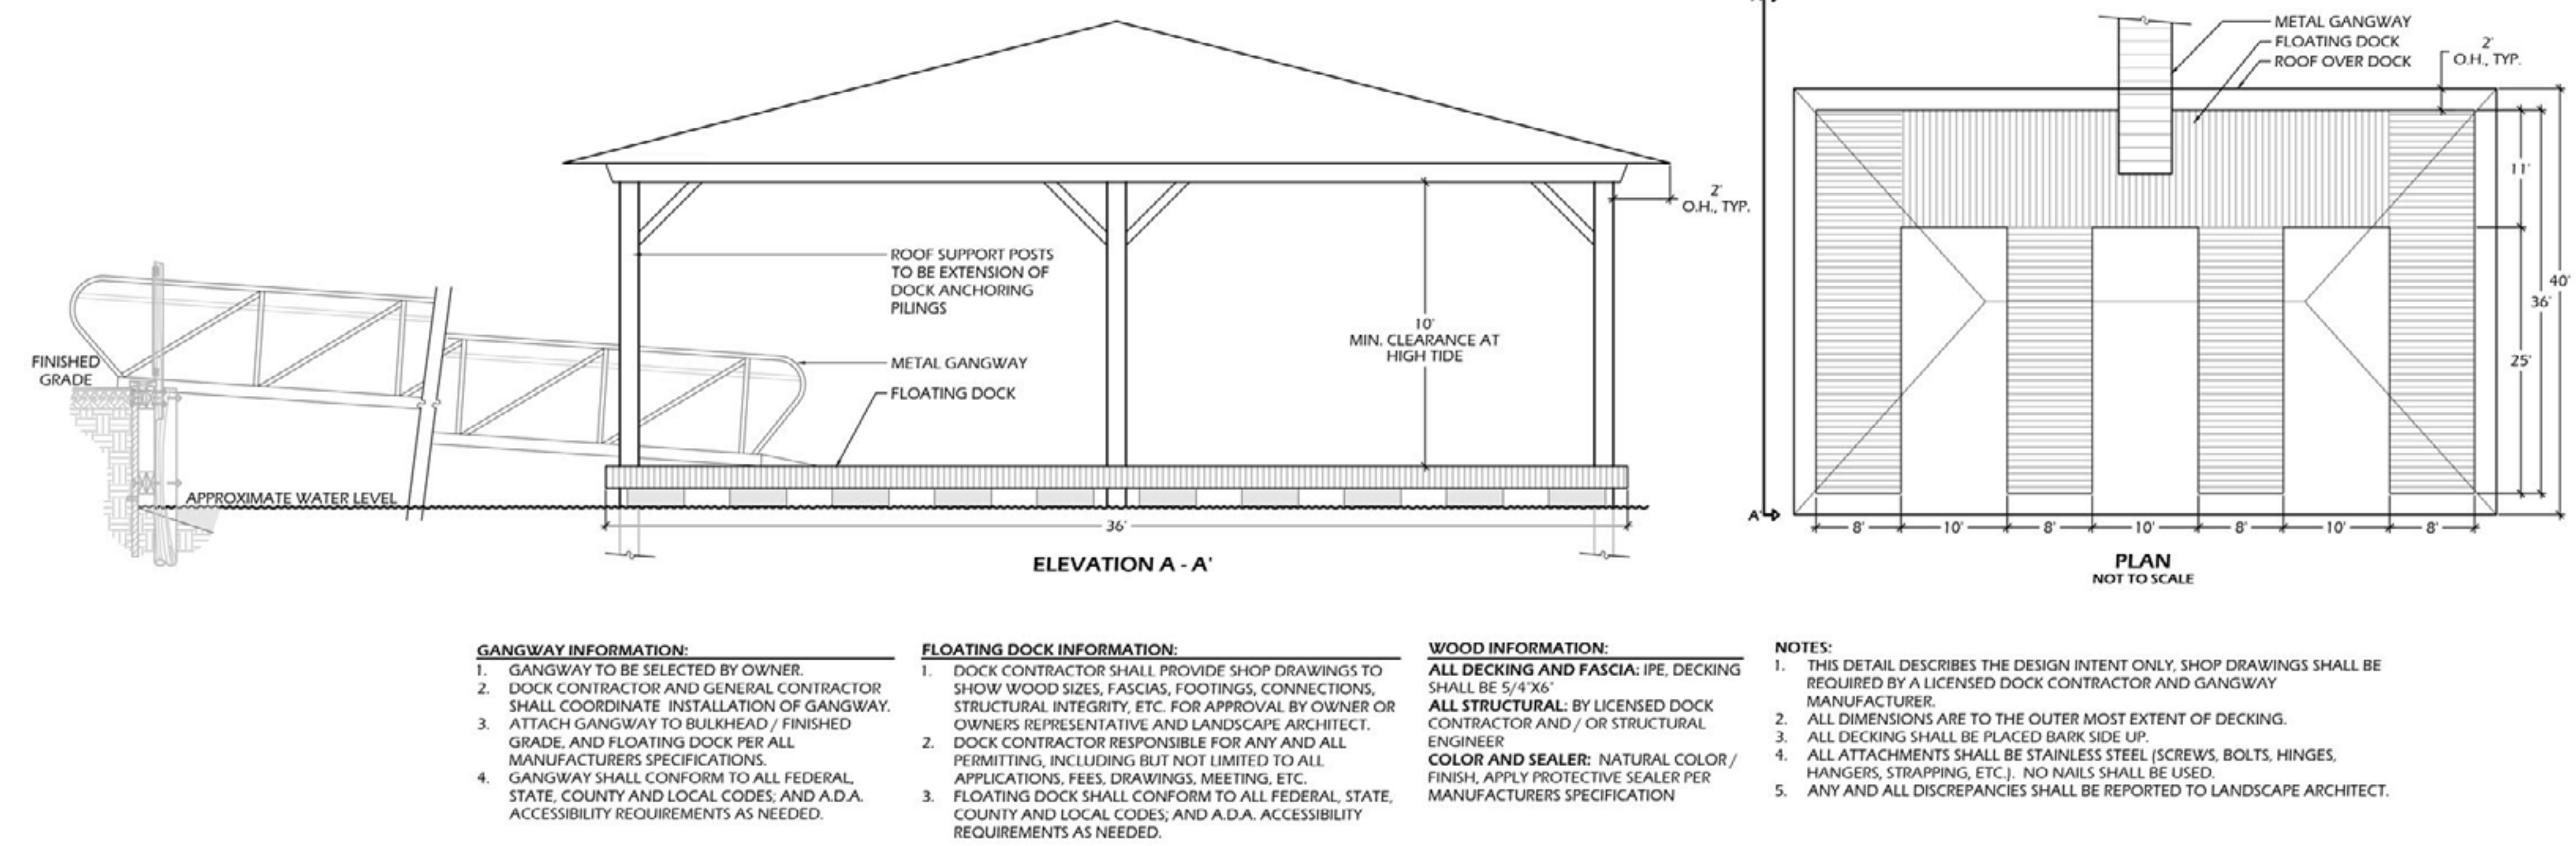 FINISHED
GRADE
APPROXIMATE WATER LEVEL
ROOF SUPPORT POSTS
TO BE EXTENSION OF
DOCK ANCHORING
PILINGS
METAL GANGWAY
FLOATING DOCK
10'
MIN. CLEARANCE AT
HIGH TIDE
2'
O.H., TYP.
36'
ELEVATION A - A'
METAL GANGWAY
FLOATING DOCK
ROOF OVER DOCK
2'
O.H., TYP.
11'
40'
36'
25'
A'
8'
10'
8'
10'
8'
10'
8'
PLAN
NOT TO SCALE
GANGWAY INFORMATION:
1. GANGWAY TO BE SELECTED BY OWNER.
2. DOCK CONTRACTOR AND GENERAL CONTRACTOR
SHALL COORDINATE INSTALLATION OF GANGWAY.
3. ATTACH GANGWAY TO BULKHEAD / FINISHED
GRADE, AND FLOATING DOCK PER ALL
MANUFACTURERS SPECIFICATIONS.
4. GANGWAY SHALL CONFORM TO ALL FEDERAL,
STATE, COUNTY AND LOCAL CODES; AND A.D.A.
ACCESSIBILITY REQUIREMENTS AS NEEDED.
FLOATING DOCK INFORMATION:
1. DOCK CONTRACTOR SHALL PROVIDE SHOP DRAWINGS TO
SHOW WOOD SIZES, FASCIAS, FOOTINGS, CONNECTIONS,
STRUCTURAL INTEGRITY, ETC. FOR APPROVAL BY OWNER OR
OWNERS REPRESENTATIVE AND LANDSCAPE ARCHITECT.
2. DOCK CONTRACTOR RESPONSIBLE FOR ANY AND ALL
PERMITTING, INCLUDING BUT NOT LIMITED TO ALL
APPLICATIONS, FEES, DRAWINGS, MEETING, ETC.
3. FLOATING DOCK SHALL CONFORM TO ALL FEDERAL, STATE,
COUNTY AND LOCAL CODES; AND A.D.A. ACCESSIBILITY
REQUIREMENTS AS NEEDED.
WOOD INFORMATION:
ALL DECKING AND FASCIA: IPE, DECKING
SHALL BE 5/4"X6"
ALL STRUCTURAL: BY LICENSED DOCK
CONTRACTOR AND / OR STRUCTURAL
ENGINEER
COLOR AND SEALER: NATURAL COLOR /
FINISH, APPLY PROTECTIVE SEALER PER
MANUFACTURERS SPECIFICATION
NOTES:
1. THIS DETAIL DESCRIBES THE DESIGN INTENT ONLY, SHOP DRAWINGS SHALL BE
REQUIRED BY A LICENSED DOCK CONTRACTOR AND GANGWAY
MANUFACTURER.
2. ALL DIMENSIONS ARE TO THE OUTER MOST EXTENT OF DECKING.
3. ALL DECKING SHALL BE PLACED BARK SIDE UP.
4. ALL ATTACHMENTS SHALL BE STAINLESS STEEL (SCREWS, BOLTS, HINGES,
HANGERS, STRAPPING, ETC.). NO NAILS SHALL BE USED.
5. ANY AND ALL DISCREPANCIES SHALL BE REPORTED TO LANDSCAPE ARCHITECT.